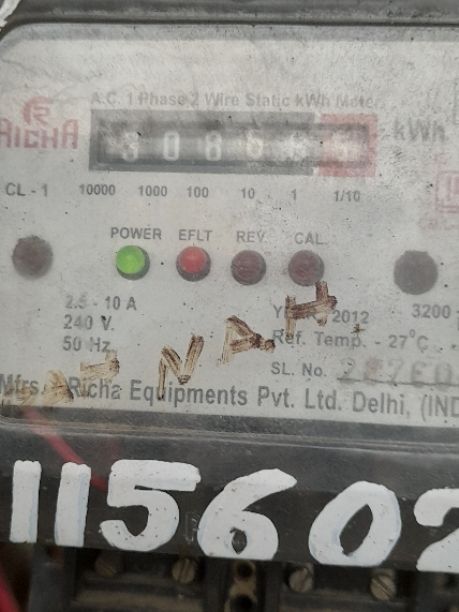 A.C. 1 Phase 2 Wire Static kWh Meter
RICHA
kWh
CL - 1 10000 1000 100 10 1 1/10
POWER EFLT REV. CAL.
2.5 - 10 A
240 V.
50 Hz.
YEAR 2012
3200
Ref. Temp. - 27°C
SL. No.
Mfrs. Richa Equipments Pvt. Ltd. Delhi, (IND
115602